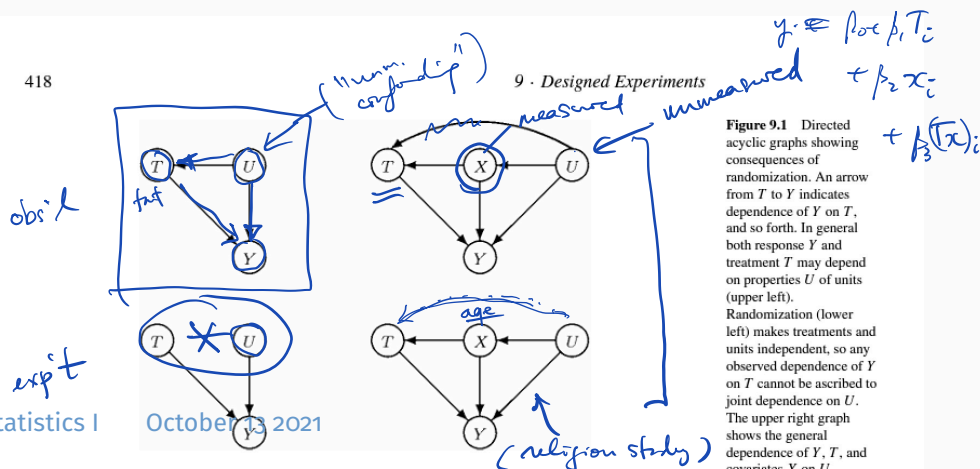 418
9 · Designed Experiments
("unm.
confounding")
measured
unmeasured
T
U
Y
T
X
U
Y
obs'l
T
U
Y
age
T
X
U
Y
exp't
(religion study)
tatistics I October 13 2021
+ β₂ xᵢ
+ β₃(Tx)ᵢ
Figure 9.1 Directed
acyclic graphs showing
consequences of
randomization. An arrow
from T to Y indicates
dependence of Y on T,
and so forth. In general
both response Y and
treatment T may depend
on properties U of units
(upper left).
Randomization (lower
left) makes treatments and
units independent, so any
observed dependence of Y
on T cannot be ascribed to
joint dependence on U.
The upper right graph
shows the general
dependence of Y, T, and
covariates X on U.